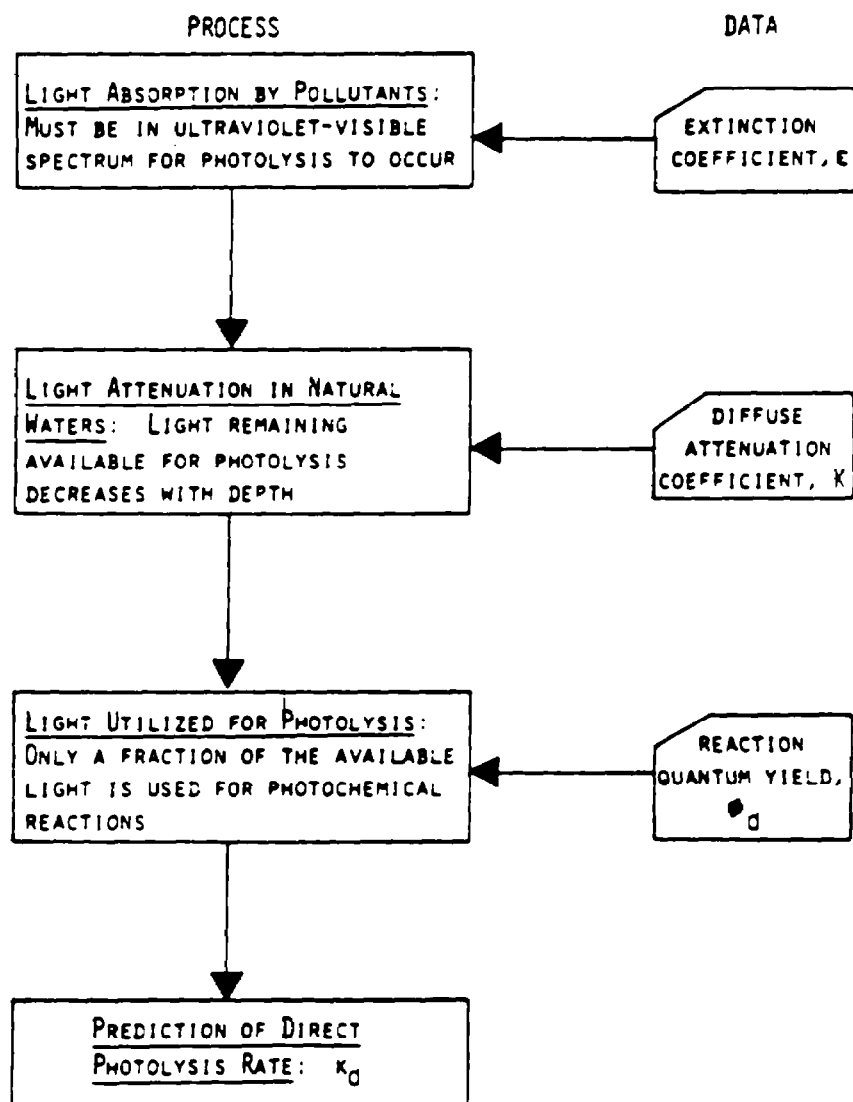 PROCESS
DATA
LIGHT ABSORPTION BY POLLUTANTS:
MUST BE IN ULTRAVIOLET-VISIBLE
SPECTRUM FOR PHOTOLYSIS TO OCCUR
EXTINCTION
COEFFICIENT, ε
LIGHT ATTENUATION IN NATURAL
WATERS: LIGHT REMAINING
AVAILABLE FOR PHOTOLYSIS
DECREASES WITH DEPTH
DIFFUSE
ATTENUATION
COEFFICIENT, K
LIGHT UTILIZED FOR PHOTOLYSIS:
ONLY A FRACTION OF THE AVAILABLE
LIGHT IS USED FOR PHOTOCHEMICAL
REACTIONS
REACTION
QUANTUM YIELD,
Φd
PREDICTION OF DIRECT
PHOTOLYSIS RATE: Kd